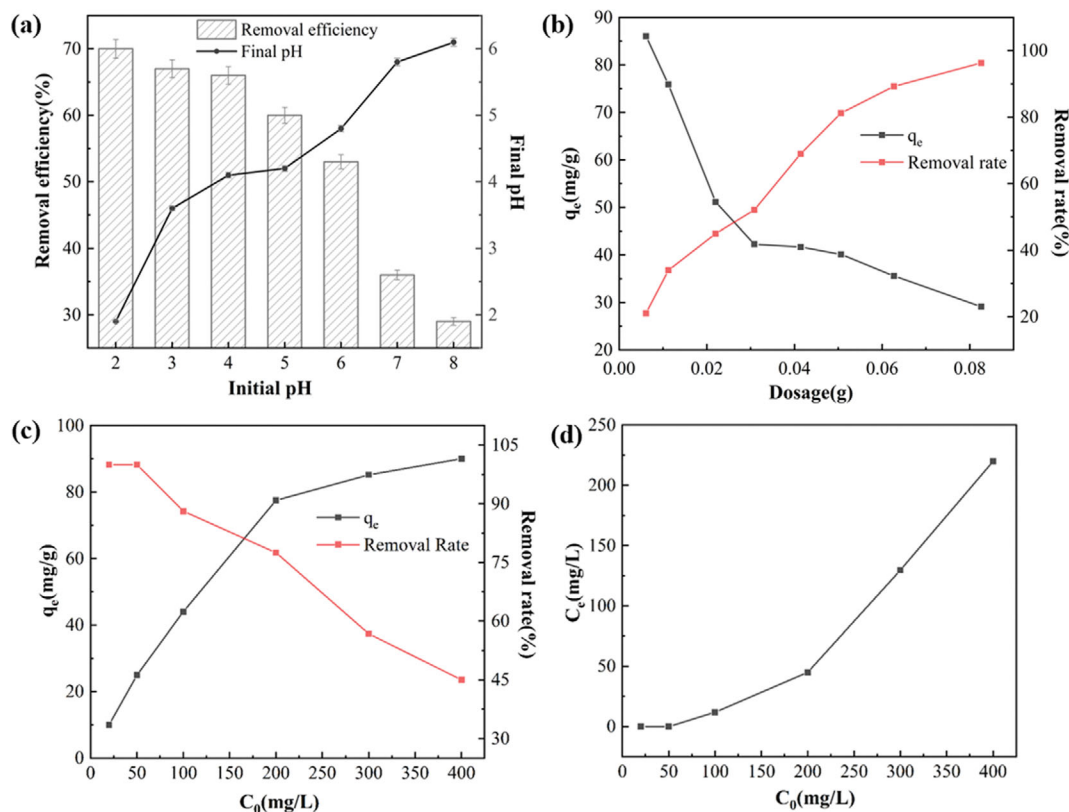 (a)
Removal efficiency
Final pH
Removal efficiency(%)
70
60
50
40
30
6
5
4
3
2
Final pH
2 3 4 5 6 7 8
Initial pH
(b)
qe(mg/g)
90
80
70
60
50
40
30
20
100
80
60
40
20
Removal rate(%)
qe
Removal rate
0.00 0.02 0.04 0.06 0.08
Dosage(g)
(c)
qe(mg/g)
100
80
60
40
20
0
105
90
75
60
45
30
Removal rate(%)
qe
Removal Rate
0 50 100 150 200 250 300 350 400
C0(mg/L)
(d)
Ce(mg/L)
250
200
150
100
50
0
0 50 100 150 200 250 300 350 400
C0(mg/L)